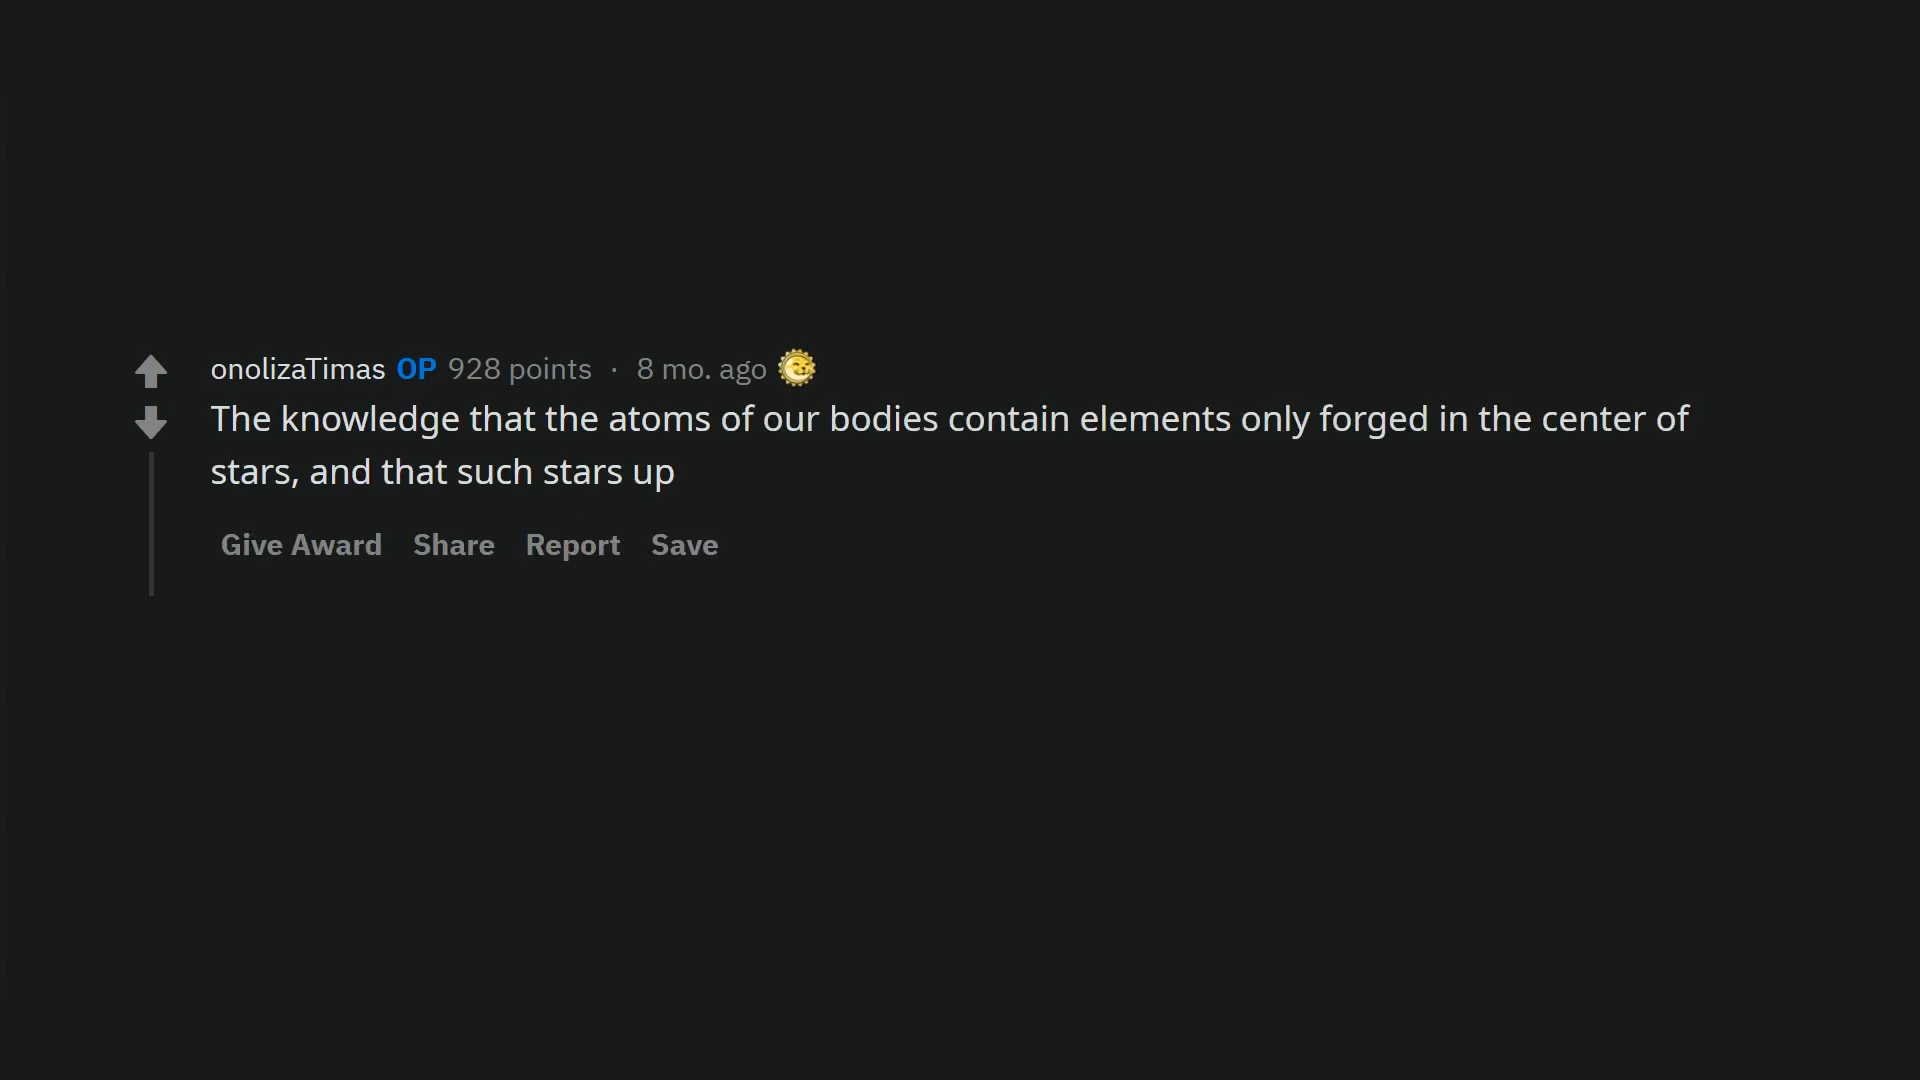 onolizaTimas OP 928 points · 8 mo. ago
The knowledge that the atoms of our bodies contain elements only forged in the center of
stars, and that such stars up
Give Award Share Report Save